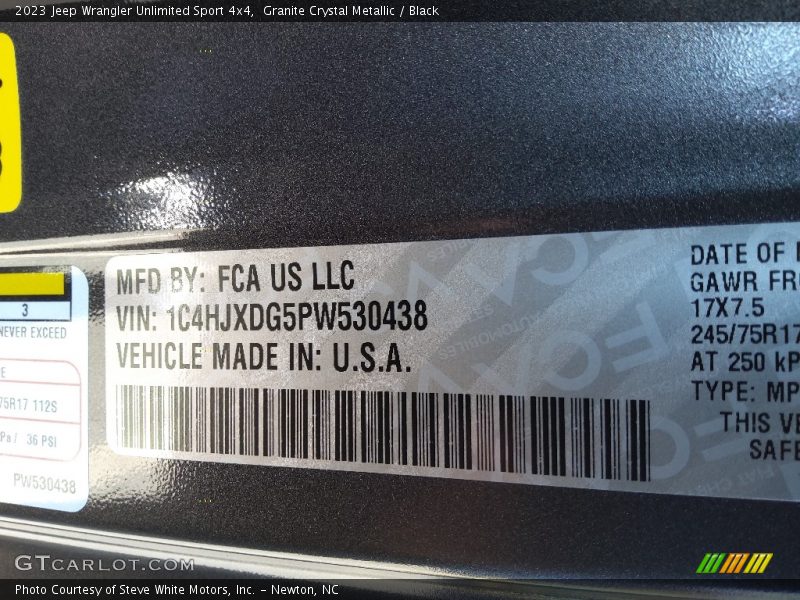 2023 Jeep Wrangler Unlimited Sport 4x4,  Granite Crystal Metallic / Black
3
NEVER EXCEED
75R17 112S
Pa / 36 PSI
PW530438
MFD BY: FCA US LLC
VIN: 1C4HJXDG5PW530438
VEHICLE MADE IN: U.S.A.
DATE OF
GAWR FR
17X7.5
245/75R17
AT 250 kP
TYPE: MP
THIS VE
SAFE
GTCARLOT.COM
Photo Courtesy of Steve White Motors, Inc. – Newton, NC